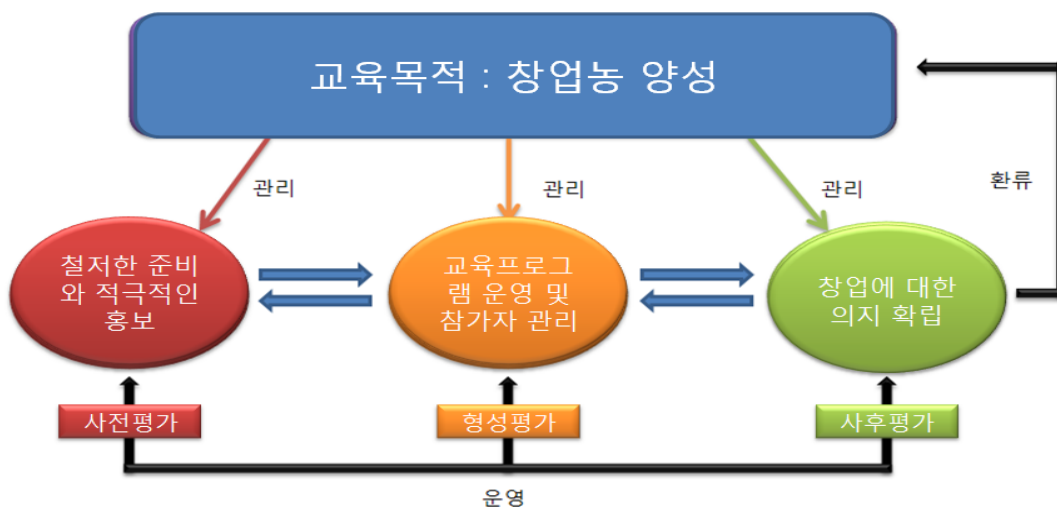 교육목적 : 창업농 양성
관리
관리
관리
환류
철저한 준비
와 적극적인
홍보
교육프로그
램 운영 및
참가자 관리
창업에 대한
의지 확립
사전평가
형성평가
사후평가
운영